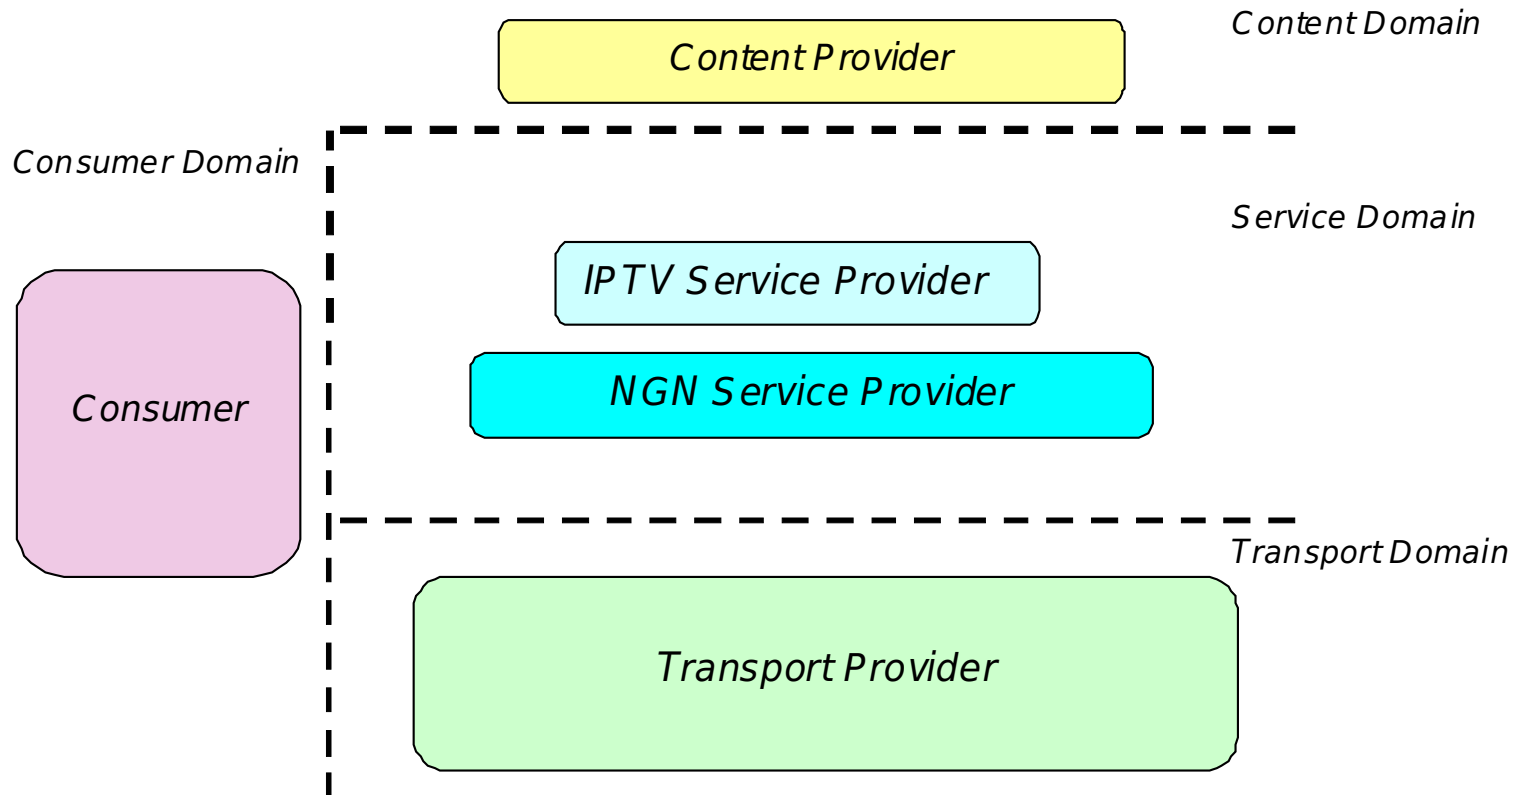 Content Domain
Content Provider
Consumer Domain
Service Domain
IPTV Service Provider
NGN Service Provider
Consumer
Transport Domain
Transport Provider